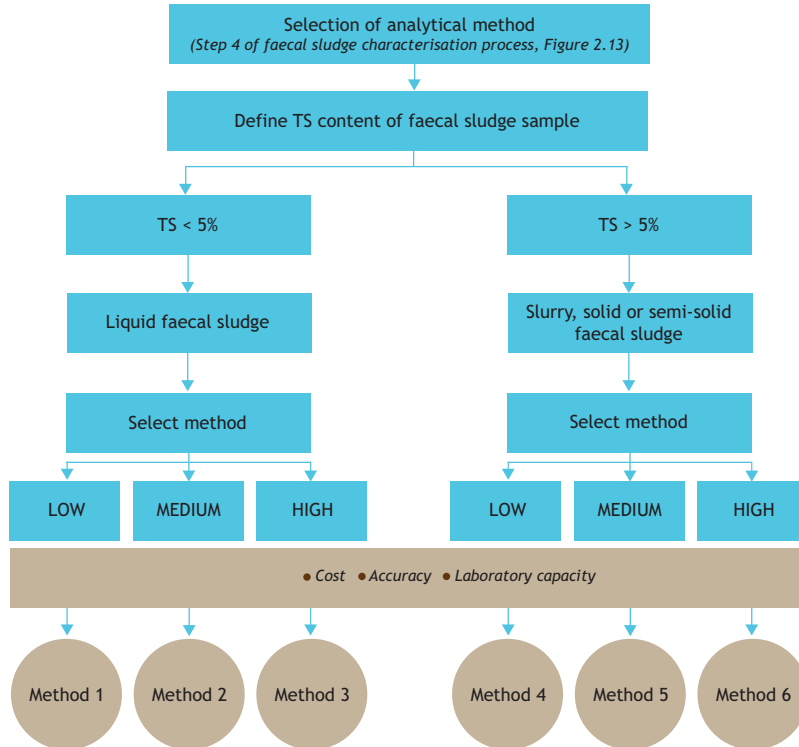 Selection of analytical method
(Step 4 of faecal sludge characterisation process, Figure 2.13)
Define TS content of faecal sludge sample
TS < 5%
TS > 5%
Liquid faecal sludge
Slurry, solid or semi-solid
faecal sludge
Select method
Select method
LOW
MEDIUM
HIGH
LOW
MEDIUM
HIGH
• Cost • Accuracy • Laboratory capacity
Method 1
Method 2
Method 3
Method 4
Method 5
Method 6